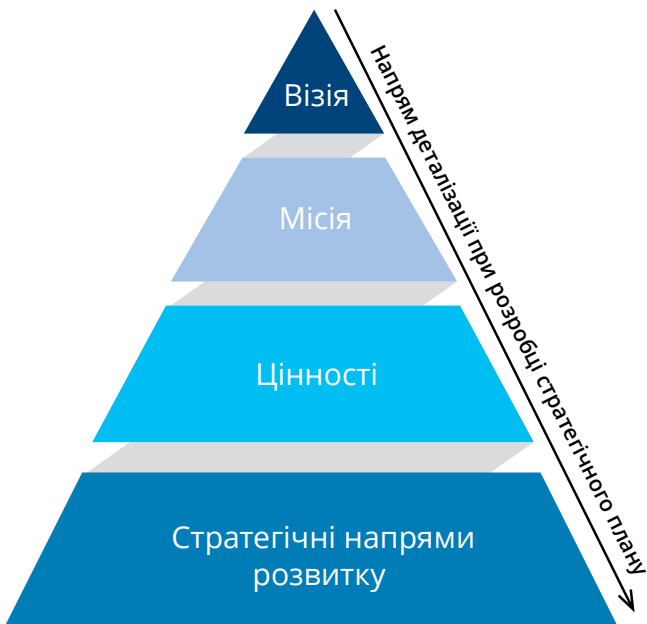 Візія
Місія
Цінності
Стратегічні напрями
розвитку
Напрям деталізації при розробці стратегічного плану